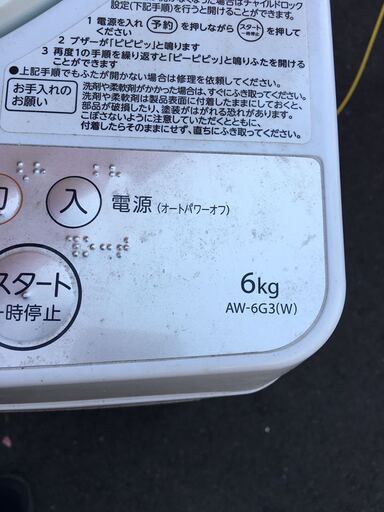 設定(下記手順)を行うと開けることができます。
1 電源を入れ 予約 を押しながら スタート 一時停止 を押して
ください
2 ブザーが「ピピピッ」と鳴ります
3 再度1の手順を繰り返すと「ピーピピッ」と鳴りふたを開ける
ことができます
●上記手順でもふたが開かない場合は修理を依頼してください。
お手入れの
お願い
洗剤や柔軟剤がかかった場合は、すぐにふき取ってください。
洗剤や柔軟剤が製品表面に付着したままにしておくと、
部品が破損したり、塗装がはがれる恐れがあります。
こぼさないように注意していただくとともに、
付着したらそのままにせず、直ちにふき取ってください。
切
入
電源 (オートパワーオフ)
スタート
一時停止
6kg
AW-6G3(W)